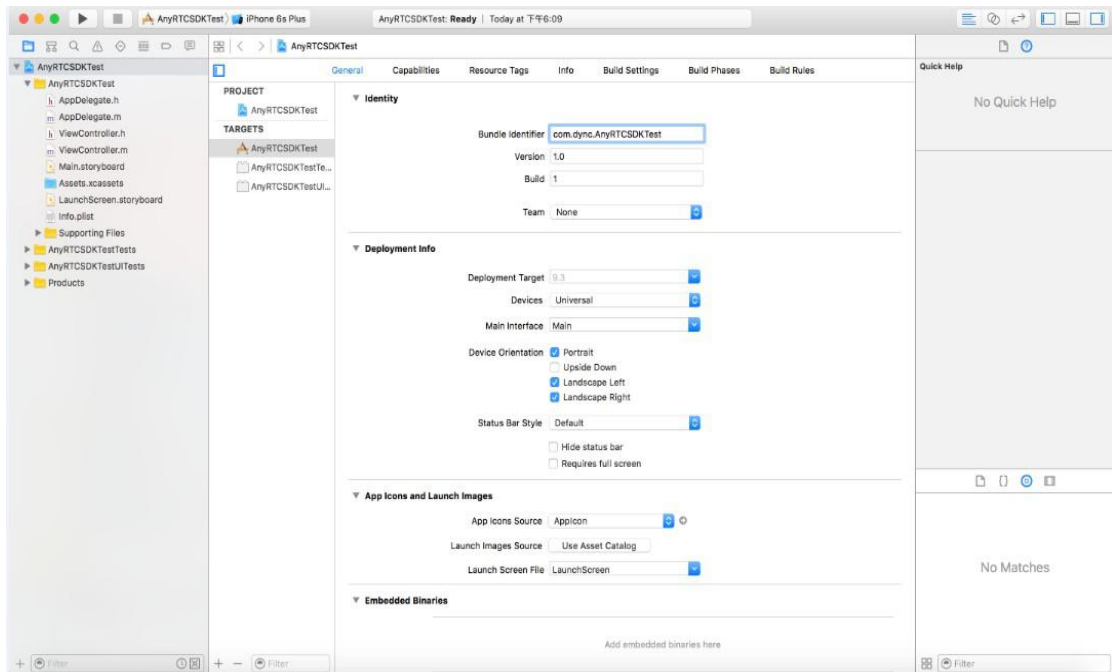 AnyRTCSDKTest
iPhone 6s Plus
AnyRTCSDKTest: Ready | Today at 下午6:09
AnyRTCSDKTest
AnyRTCSDKTest
AppDelegate.h
AppDelegate.m
ViewController.h
ViewController.m
Main.storyboard
Assets.xcassets
LaunchScreen.storyboard
Info.plist
Supporting Files
AnyRTCSDKTestTests
AnyRTCSDKTestUITests
Products
Filter
AnyRTCSDKTest
General Capabilities Resource Tags Info Build Settings Build Phases Build Rules
PROJECT
AnyRTCSDKTest
TARGETS
AnyRTCSDKTest
AnyRTCSDKTestTe...
AnyRTCSDKTestUI...
Filter
Identity
Bundle Identifier com.dync.AnyRTCSDKTest
Version 1.0
Build 1
Team None
Deployment Info
Deployment Target 9.3
Devices Universal
Main Interface Main
Device Orientation Portrait
Upside Down
Landscape Left
Landscape Right
Status Bar Style Default
Hide status bar
Requires full screen
App Icons and Launch Images
App Icons Source AppIcon
Launch Images Source Use Asset Catalog
Launch Screen File LaunchScreen
Embedded Binaries
Add embedded binaries here
Quick Help
No Quick Help
No Matches
Filter